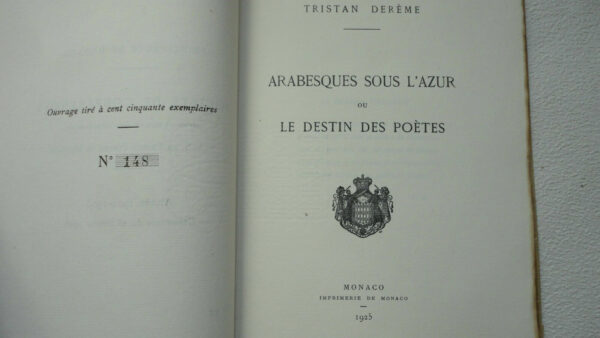 Ouvrage tiré à cent cinquante exemplaires
N° 148
TRISTAN DERÈME
ARABESQUES SOUS L'AZUR
OU
LE DESTIN DES POÈTES
MONACO
IMPRIMERIE DE MONACO
1925